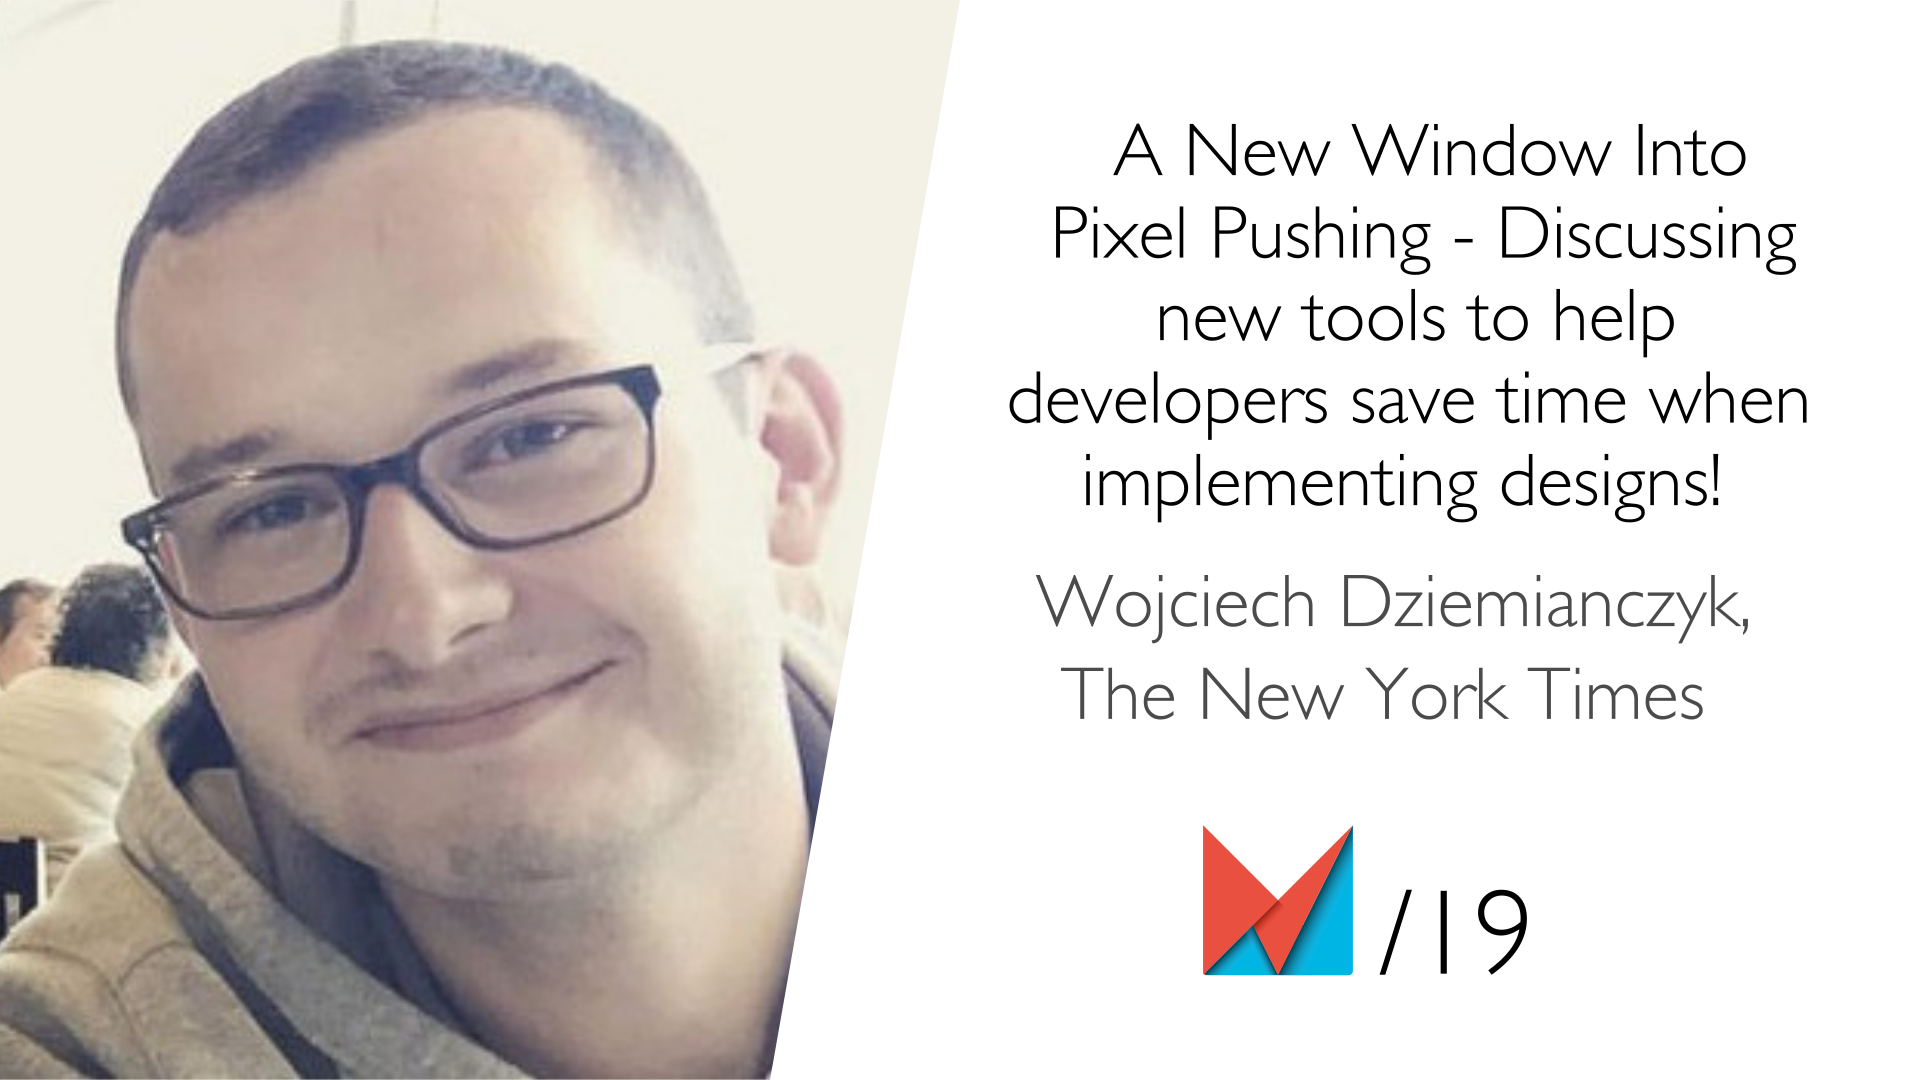 A New Window Into
Pixel Pushing - Discussing
new tools to help
developers save time when
implementing designs!
Wojciech Dziemianczyk,
The New York Times
/19